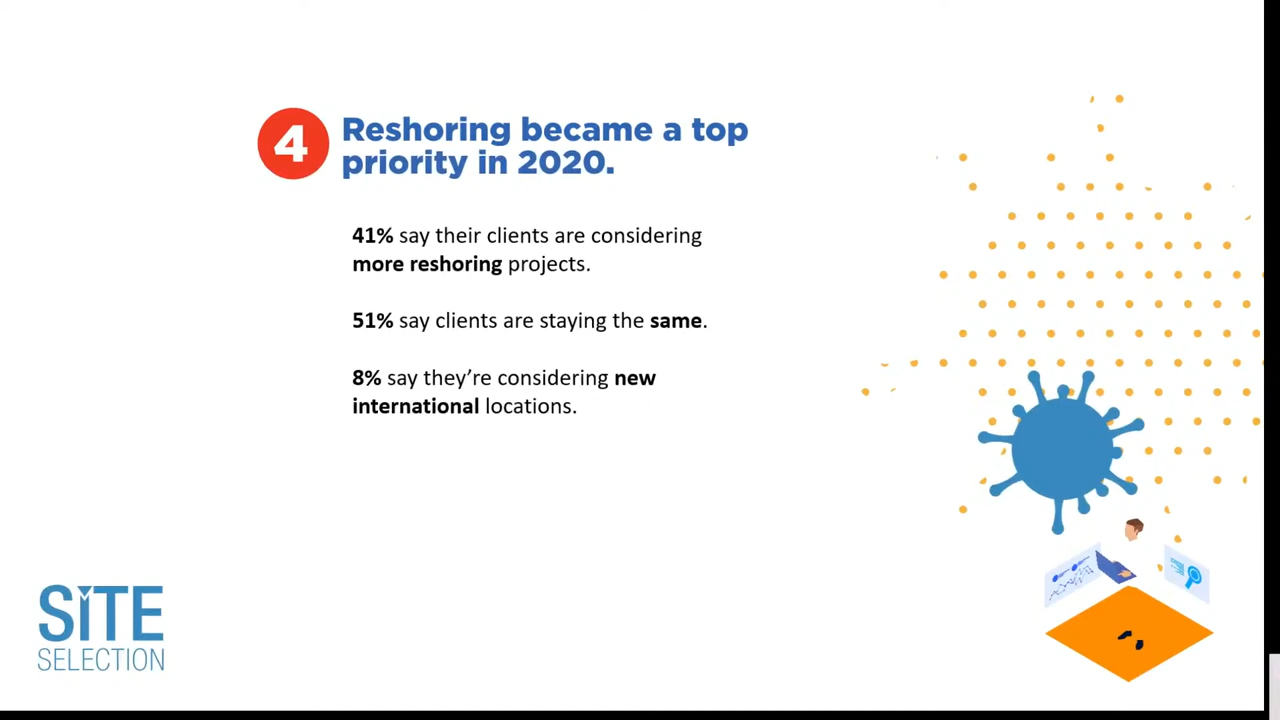 4
Reshoring became a top
priority in 2020.
41% say their clients are considering
more reshoring projects.
51% say clients are staying the same.
8% say they’re considering new
international locations.
SiTE
SELECTION